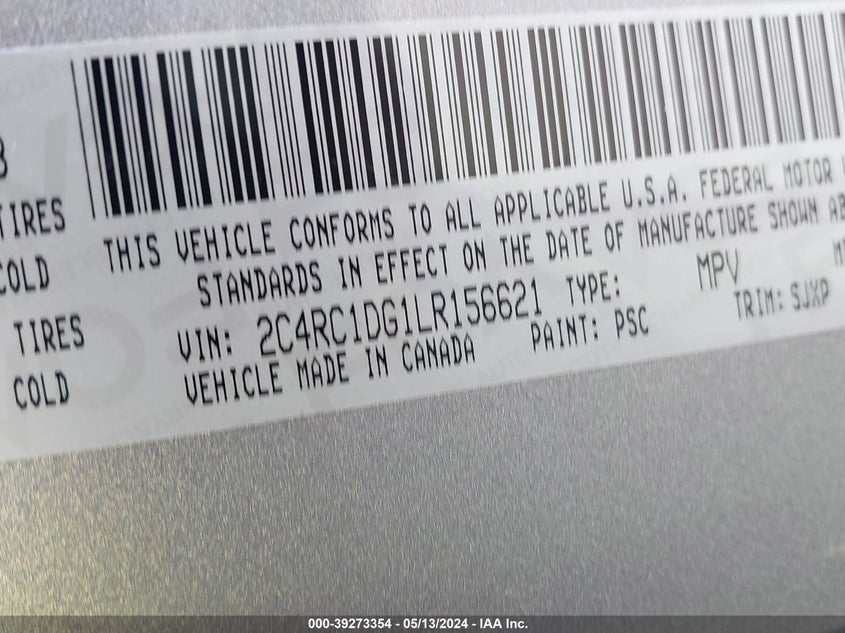 3
TIRES
COLD
TIRES
COLD
THIS VEHICLE CONFORMS TO ALL APPLICABLE U.S.A. FEDERAL MOTOR
STANDARDS IN EFFECT ON THE DATE OF MANUFACTURE SHOWN AB
VIN: 2C4RC1DG1LR156621 TYPE: MPV
VEHICLE MADE IN CANADA PAINT: PSC TRIM: SJXP
000-39273354 - 05/13/2024 - IAA Inc.